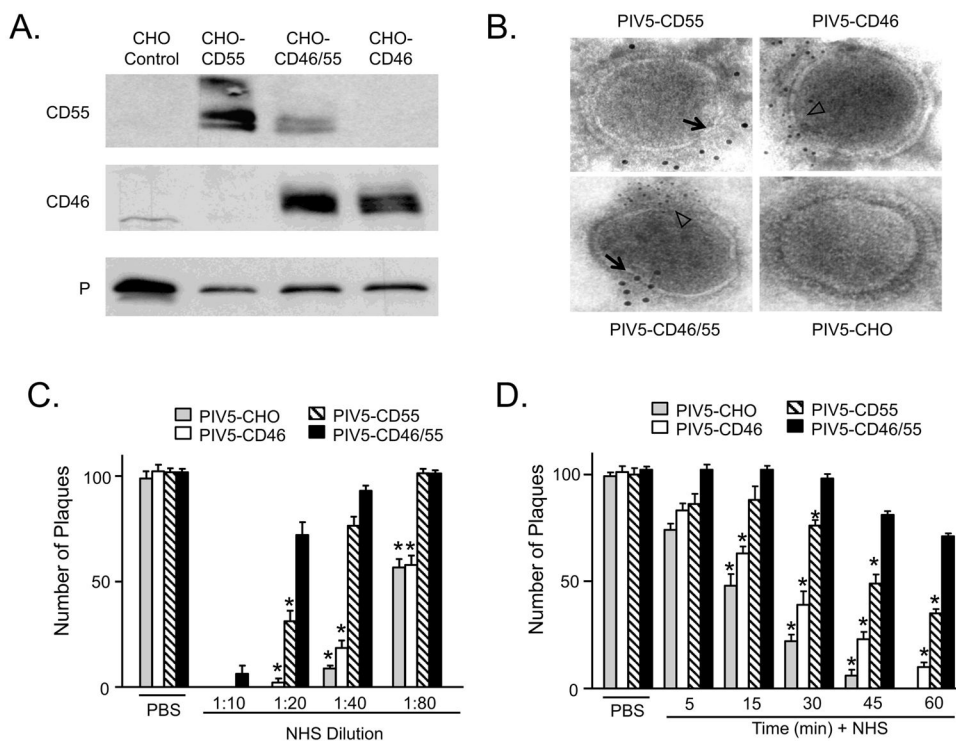 A.
CHO
Control
CHO-
CD55
CHO-
CD46/55
CHO-
CD46
CD55
CD46
P
B.
PIV5-CD55
PIV5-CD46
PIV5-CD46/55
PIV5-CHO
C.
PIV5-CHO
PIV5-CD55
PIV5-CD46
PIV5-CD46/55
Number of Plaques
100
50
0
* * * * * *
PBS
1:10
1:20
1:40
1:80
NHS Dilution
D.
PIV5-CHO
PIV5-CD55
PIV5-CD46
PIV5-CD46/55
Number of Plaques
100
50
0
* * * * * * * * * *
PBS
5
15
30
45
60
Time (min) + NHS